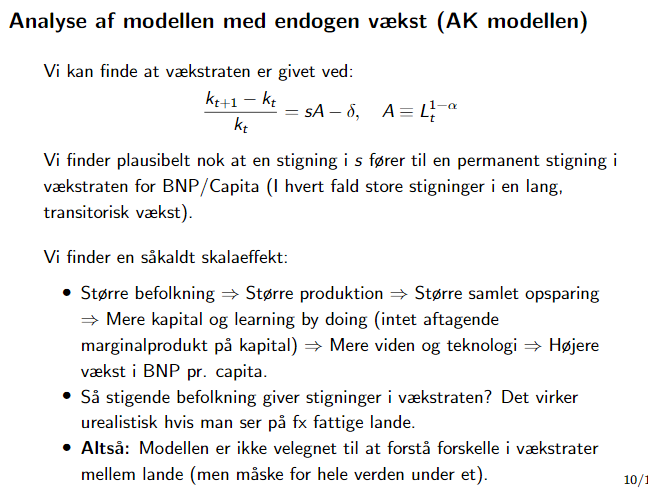 Analyse af modellen med endogen vækst (AK modellen)
Vi kan finde at vækstraten er givet ved:
\frac{k_{t+1} - k_t}{k_t} = sA − δ, A ≡ L_t^{1−α}
Vi finder plausibelt nok at en stigning i s fører til en permanent stigning i
vækstraten for BNP/Capita (I hvert fald store stigninger i en lang,
transitorisk vækst).
Vi finder en såkaldt skalaeffekt:
• Større befolkning ⇒ Større produktion ⇒ Større samlet opsparing
⇒ Mere kapital og learning by doing (intet aftagende
marginalprodukt på kapital) ⇒ Mere viden og teknologi ⇒ Højere
vækst i BNP pr. capita.
• Så stigende befolkning giver stigninger i vækstraten? Det virker
urealistisk hvis man ser på fx fattige lande.
• Altså: Modellen er ikke velegnet til at forstå forskelle i vækstrater
mellem lande (men måske for hele verden under et).
10/1